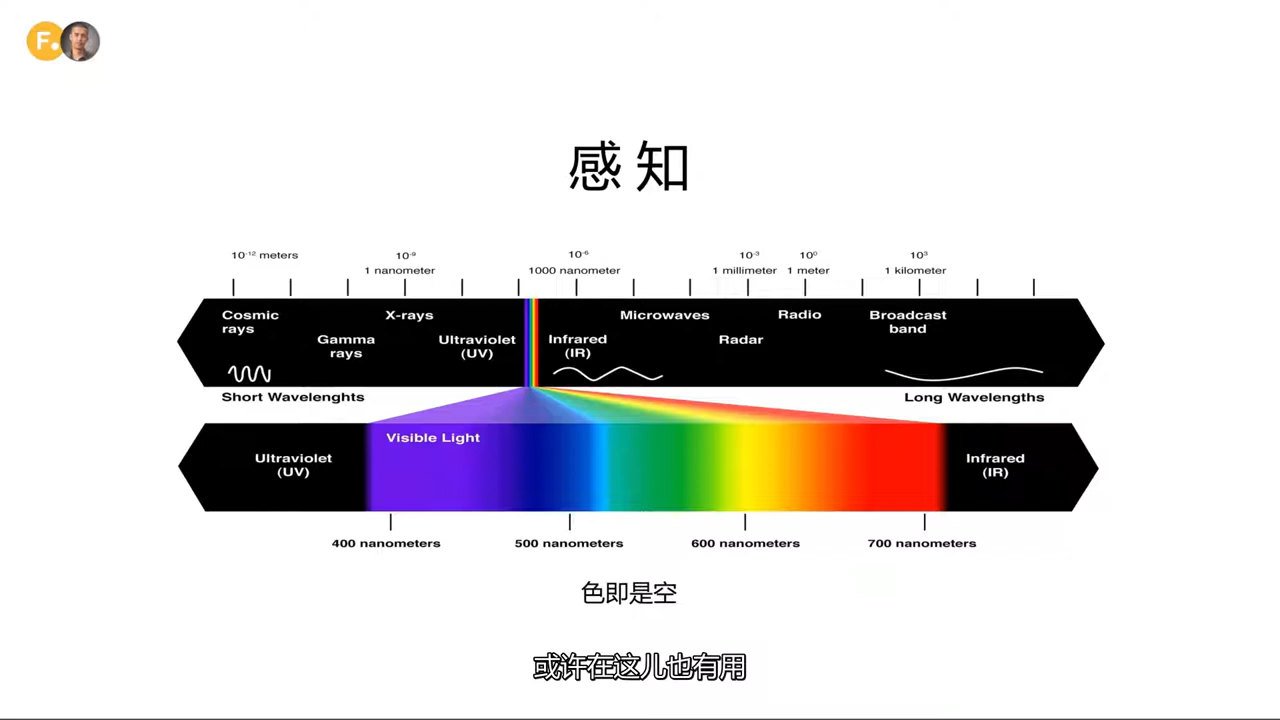 F.
感知
10⁻¹² meters
10⁻⁹
1 nanometer
10⁻⁶
1000 nanometer
10⁻³
1 millimeter
10⁰
1 meter
10³
1 kilometer
Cosmic
rays
Gamma
rays
X-rays
Ultraviolet
(UV)
Infrared
(IR)
Microwaves
Radar
Radio
Broadcast
band
Short Wavelenghts
Long Wavelengths
Ultraviolet
(UV)
Visible Light
Infrared
(IR)
400 nanometers
500 nanometers
600 nanometers
700 nanometers
色即是空
或许在这儿也有用